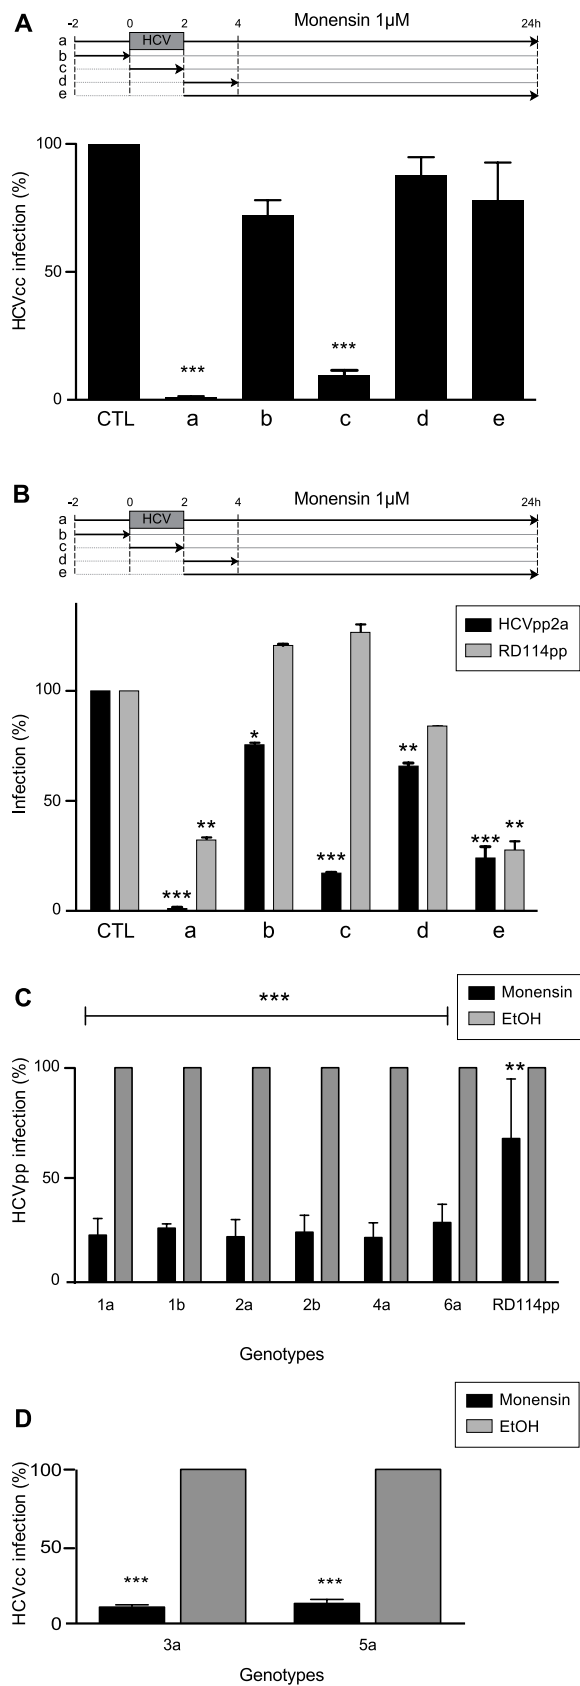 A
Monensin 1µM
-2 0 2 4 24h
a HCV
b
c
d
e
HCVcc infection (%)
100
50
0
*** ***
CTL a b c d e
B
Monensin 1µM
-2 0 2 4 24h
a HCV
b
c
d
e
HCVpp2a
RD114pp
Infection (%)
100
50
0
*** ** * *** ** *** **
CTL a b c d e
C
Monensin
EtOH
***
HCVpp infection (%)
100
50
0
**
1a 1b 2a 2b 4a 6a RD114pp
Genotypes
D
Monensin
EtOH
HCVcc infection (%)
100
50
0
*** ***
3a 5a
Genotypes